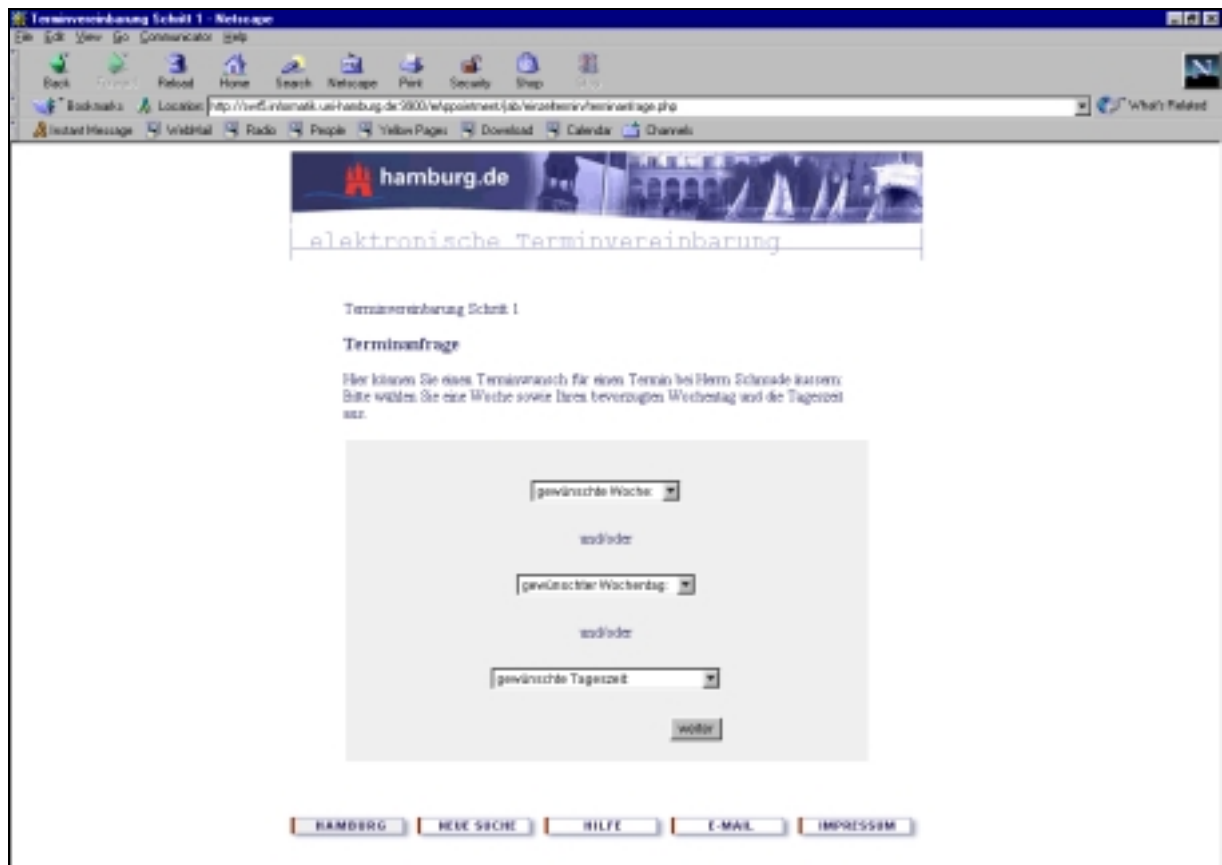 Terminvereinbarung Schritt 1 - Netscape
File Edit View Go Communicator Help
Back Forward Reload Home Search Netscape Print Security Shop Stop
Bookmarks Location: What's Related
Instant Message WebMail Radio People Yellow Pages Download Calendar Channels
hamburg.de
elektronische Terminvereinbarung
Terminvereinbarung Schritt 1
Terminanfrage
Hier können Sie einen Terminwunsch für einen Termin bei Herrn äussern:
Bitte wählen Sie eine Woche sowie Ihren bevorzugten Wochentag und die Tageszeit
aus.
gewünschte Woche:
und/oder
gewünschter Wochentag:
und/oder
gewünschte Tageszeit
weiter
HAMBURG NEUE SUCHE HILFE E-MAIL IMPRESSUM